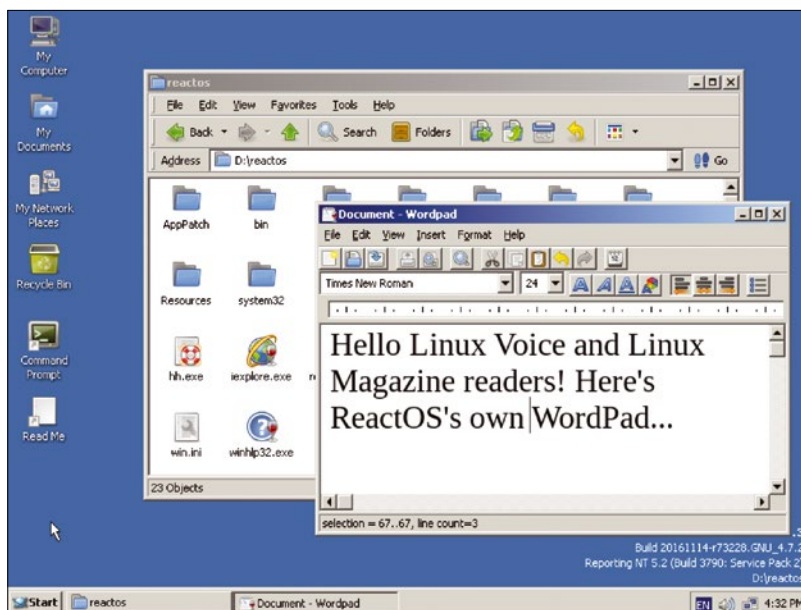 My
Computer
My
Documents
My Network
Places
Recycle Bin
Command
Prompt
Read Me
reactos
File Edit View Favorites Tools Help
Back Search Folders
Address D:\reactos Go
AppPatch bin
Resources system32
hh.exe iexplore.exe
win.ini winhlp32.exe
23 Objects
Document - Wordpad
File Edit View Insert Format Help
Times New Roman 24
Hello Linux Voice and Linux
Magazine readers! Here's
ReactOS's own WordPad...
selection = 67..67, line count=3
Build 20161114-r73228.GNU_4.7.2
Reporting NT 5.2 (Build 3790: Service Pack 2)
D:\reactos
Start reactos Document - Wordpad EN 4:32 PM